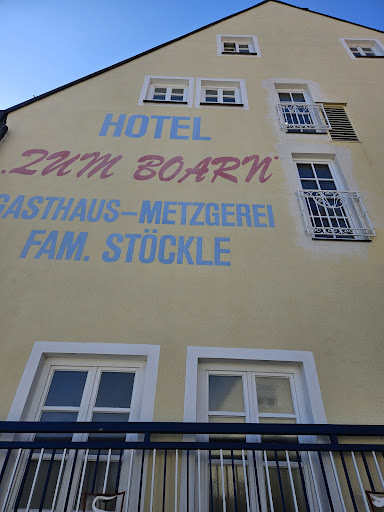 HOTEL
„ZUM BOARN"
GASTHAUS-METZGEREI
FAM. STÖCKLE